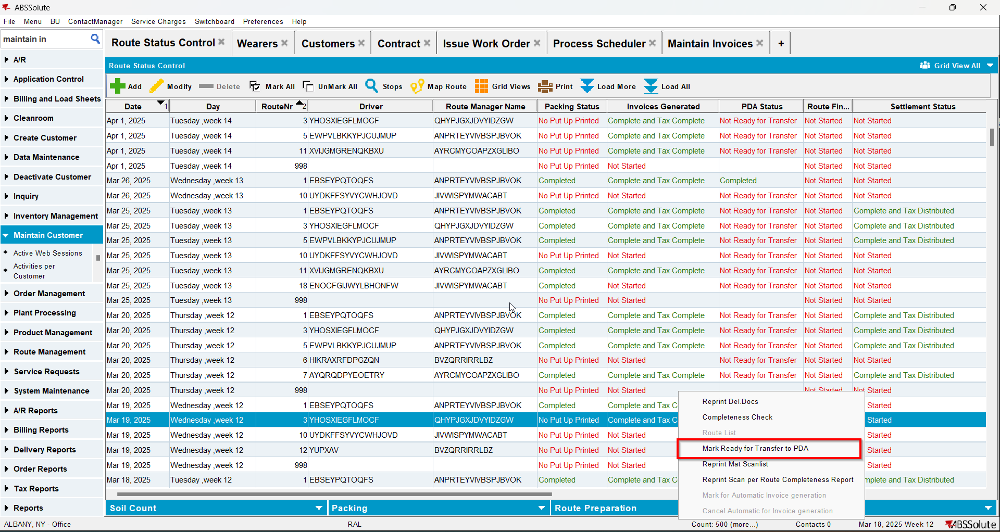 ABSSolute
File Menu BU ContactManager Service Charges Switchboard Preferences Help
maintain in
Route Status Control Wearers Customers Contract Issue Work Order Process Scheduler Maintain Invoices +
Route Status Control Grid View All
Add Modify Delete Mark All UnMark All Stops Map Route Grid Views Print Load More Load All
A/R
Application Control
Billing and Load Sheets
Cleanroom
Create Customer
Data Maintenance
Deactivate Customer
Inquiry
Inventory Management
Maintain Customer
Active Web Sessions
Activities per
Customer
Order Management
Plant Processing
Product Management
Route Management
Service Requests
System Maintenance
A/R Reports
Billing Reports
Delivery Reports
Order Reports
Tax Reports
Reports
Date 1 Day RouteNr 2 Driver Route Manager Name Packing Status Invoices Generated PDA Status Route Fin... Settlement Status
Apr 1, 2025 Tuesday ,week 14 3 YHOSXIEGFLMOCF QHYPJGXJDVYIDZGW No Put Up Printed Complete and Tax Complete Not Ready for Transfer Not Started Not Started
Apr 1, 2025 Tuesday ,week 14 5 EWPVLBKKYPJCUJMUP ANPRTEYVIVBSPJBVOK No Put Up Printed Complete and Tax Complete Not Ready for Transfer Not Started Not Started
Apr 1, 2025 Tuesday ,week 14 11 XVIJGMGRENQKBXU AYRCMYCOAPZXGLIBO No Put Up Printed Complete and Tax Complete Not Ready for Transfer Not Started Not Started
Apr 1, 2025 Tuesday ,week 14 998 No Put Up Printed Not Started Not Started Not Started
Mar 26, 2025 Wednesday ,week 13 1 EBSEYPQTOQFS ANPRTEYVIVBSPJBVOK Completed Complete and Tax Complete Completed Not Started Not Started
Mar 26, 2025 Wednesday ,week 13 10 UYDKFFSYVYCWHJOVD JIVWISPYMWACABT No Put Up Printed Not Started Not Ready for Transfer Not Started Not Started
Mar 25, 2025 Tuesday ,week 13 1 EBSEYPQTOQFS ANPRTEYVIVBSPJBVOK Completed Complete and Tax Complete Not Ready for Transfer Not Started Complete and Tax Distributed
Mar 25, 2025 Tuesday ,week 13 3 YHOSXIEGFLMOCF QHYPJGXJDVYIDZGW Completed Complete and Tax Complete Not Ready for Transfer Not Started Complete and Tax Distributed
Mar 25, 2025 Tuesday ,week 13 5 EWPVLBKKYPJCUJMUP ANPRTEYVIVBSPJBVOK Completed Complete and Tax Complete Not Ready for Transfer Not Started Complete and Tax Distributed
Mar 25, 2025 Tuesday ,week 13 10 UYDKFFSYVYCWHJOVD JIVWISPYMWACABT No Put Up Printed Not Started Not Ready for Transfer Not Started Not Started
Mar 25, 2025 Tuesday ,week 13 11 XVIJGMGRENQKBXU AYRCMYCOAPZXGLIBO Completed Complete and Tax Complete Not Ready for Transfer Not Started Not Started
Mar 25, 2025 Tuesday ,week 13 18 ENOCFGIJWYLBHONFW JIVWISPYMWACABT Completed Not Started Not Ready for Transfer Not Started Not Started
Mar 25, 2025 Tuesday ,week 13 998 No Put Up Printed Not Started Not Started Not Started
Mar 20, 2025 Thursday ,week 12 1 EBSEYPQTOQFS ANPRTEYVIVBSPJBVOK Completed Complete and Tax Complete Not Ready for Transfer Not Started Complete and Tax Distributed
Mar 20, 2025 Thursday ,week 12 3 YHOSXIEGFLMOCF QHYPJGXJDVYIDZGW Completed Complete and Tax Complete Not Ready for Transfer Not Started Complete and Tax Distributed
Mar 20, 2025 Thursday ,week 12 5 EWPVLBKKYPJCUJMUP ANPRTEYVIVBSPJBVOK Completed Complete and Tax Complete Not Ready for Transfer Not Started Complete and Tax Distributed
Mar 20, 2025 Thursday ,week 12 6 HIKRAXRFDPGZQN BVZQRRIRRLBZ No Put Up Printed Not Started Not Ready for Transfer Not Started Not Started
Mar 20, 2025 Thursday ,week 12 7 AYQRQDPYEOETRY AYRCMYCOAPZXGLIBO Completed Complete and Tax Complete Not Ready for Transfer Not Started Complete and Tax Distributed
Mar 20, 2025 Thursday ,week 12 998 No Put Up Printed Not Started Not Started Not Started
Mar 19, 2025 Wednesday ,week 12 1 EBSEYPQTOQFS ANPRTEYVIVBSPJBVOK Completed Complete and Tax C Started
Mar 19, 2025 Wednesday ,week 12 3 YHOSXIEGFLMOCF QHYPJGXJDVYIDZGW No Put Up Printed Complete and Tax C Started
Mar 19, 2025 Wednesday ,week 12 10 UYDKFFSYVYCWHJOVD JIVWISPYMWACABT No Put Up Printed Not Started Started
Mar 19, 2025 Wednesday ,week 12 12 YUPXAV BVZQRRIRRLBZ No Put Up Printed Not Started Started
Mar 19, 2025 Wednesday ,week 12 998 No Put Up Printed Not Started Started
Mar 18, 2025 Tuesday ,week 12 1 EBSEYPQTOQFS ANPRTEYVIVBSPJBVOK Completed Complete and Tax C mplete and Tax Distributed
Reprint Del.Docs
Completeness Check
Route List
Mark Ready for Transfer to PDA
Reprint Mat Scanlist
Reprint Scan per Route Completeness Report
Mark for Automatic Invoice generation
Cancel Automatic for Invoice generation
Soil Count Packing Route Preparation
ALBANY, NY - Office RAL Count: 500 (more...) Contacts 0 Mar 18, 2025 Week 12 ABSSolute